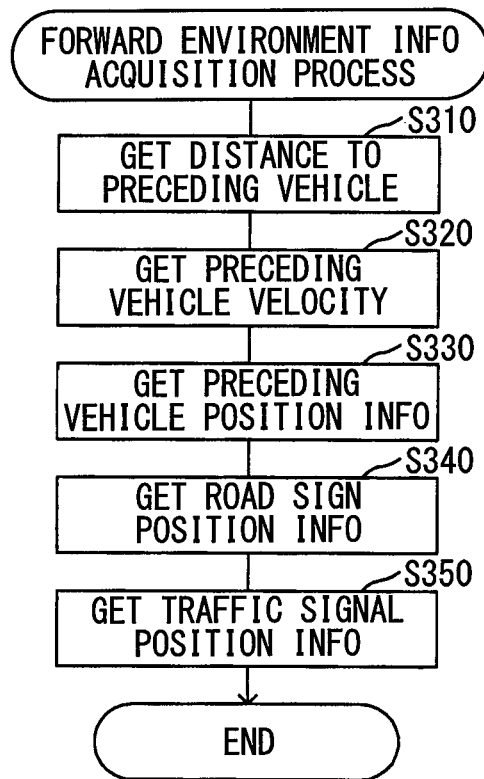 FORWARD ENVIRONMENT INFO
ACQUISITION PROCESS
S310
GET DISTANCE TO
PRECEDING VEHICLE
S320
GET PRECEDING
VEHICLE VELOCITY
S330
GET PRECEDING
VEHICLE POSITION INFO
S340
GET ROAD SIGN
POSITION INFO
S350
GET TRAFFIC SIGNAL
POSITION INFO
END